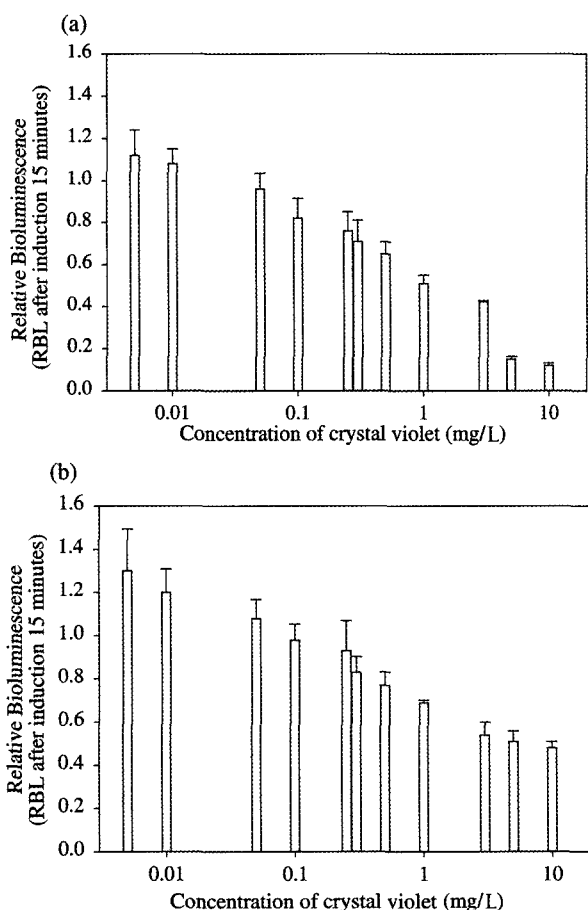 (a)
Relative Bioluminescence
(RBL after induction 15 minutes)
1.6
1.4
1.2
1.0
0.8
0.6
0.4
0.2
0.0
0.01 0.1 1 10
Concentration of crystal violet (mg/L)
(b)
Relative Bioluminescence
(RBL after induction 15 minutes)
1.6
1.4
1.2
1.0
0.8
0.6
0.4
0.2
0.0
0.01 0.1 1 10
Concentration of crystal violet (mg/L)